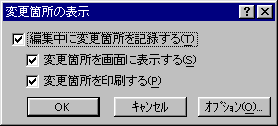 変更箇所の表示
編集中に変更箇所を記録する(T)
変更箇所を画面に表示する(S)
変更箇所を印刷する(P)
OK キャンセル オプション(O)...